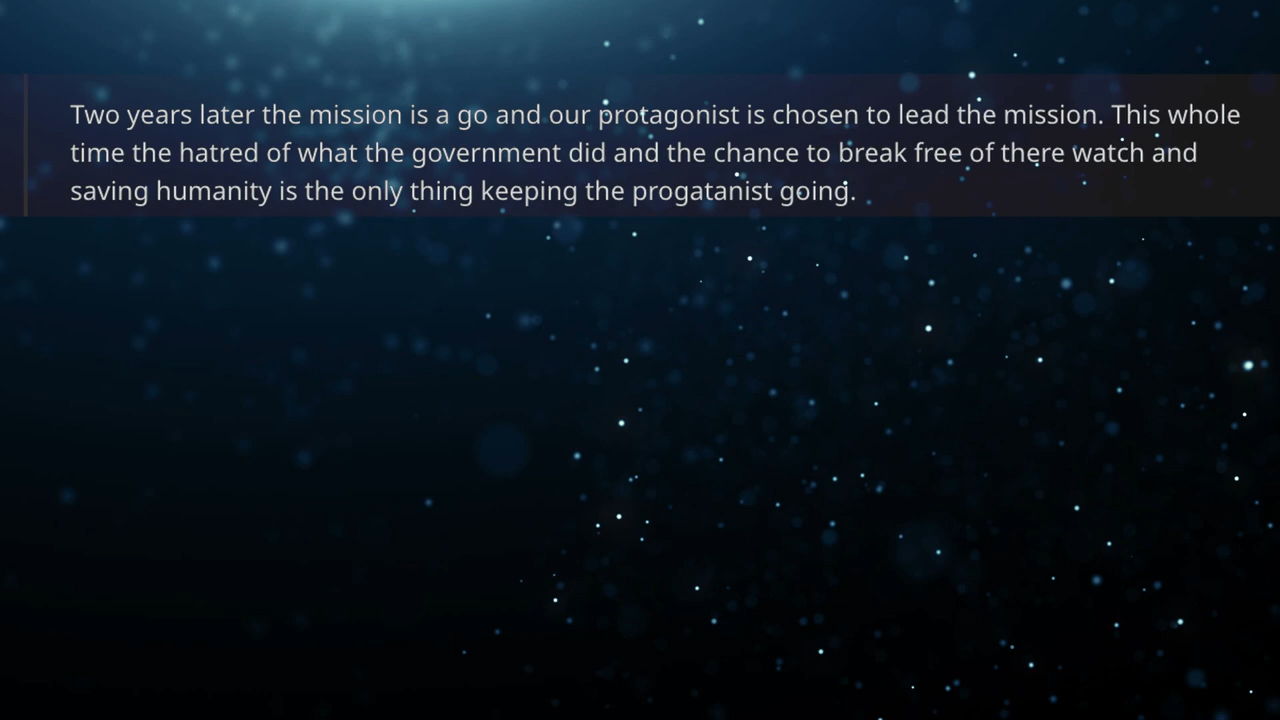 Two years later the mission is a go and our protagonist is chosen to lead the mission. This whole
time the hatred of what the government did and the chance to break free of there watch and
saving humanity is the only thing keeping the progatanist going.